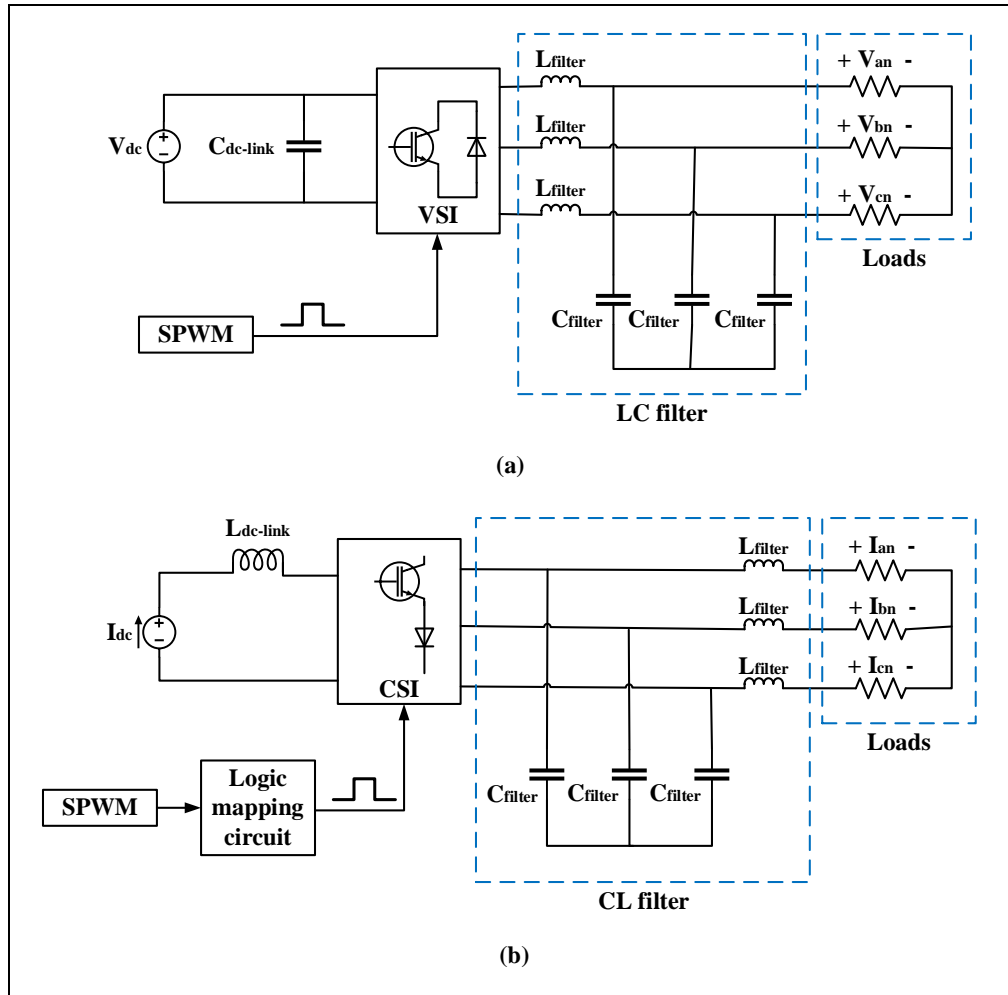 Lfilter
+ Van -
Vdc
+
-
Cdc-link
Lfilter
+ Vbn -
VSI
Lfilter
+ Vcn -
Loads
SPWM
Cfilter Cfilter Cfilter
LC filter
(a)
Ldc-link
Lfilter
+ Ian -
Idc
+
-
Lfilter
+ Ibn -
CSI
Lfilter
+ Icn -
Loads
SPWM
Logic
mapping
circuit
Cfilter Cfilter Cfilter
CL filter
(b)